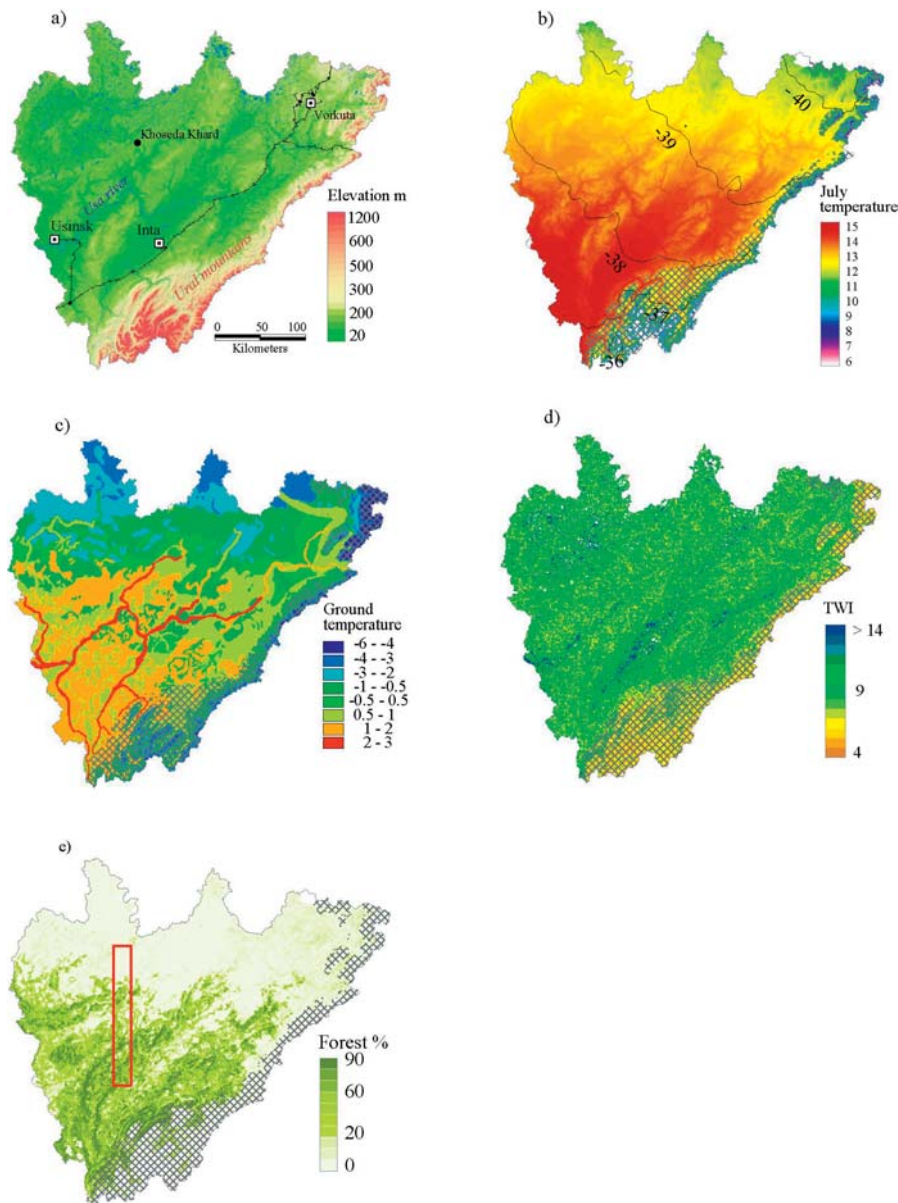 a)
Vorkuta
Khoseda Khard
Usa river
Usinsk
Inta
Ural mountains
Elevation m
1200
600
500
300
200
20
0 50 100
Kilometers
b)
-40
-39
-38
-37
-36
July
temperature
15
14
13
12
11
10
9
8
7
6
c)
Ground
temperature
-6 - -4
-4 - -3
-3 - -2
-1 - -0.5
-0.5 - 0.5
0.5 - 1
1 - 2
2 - 3
d)
TWI
> 14
9
4
e)
Forest %
90
60
20
0